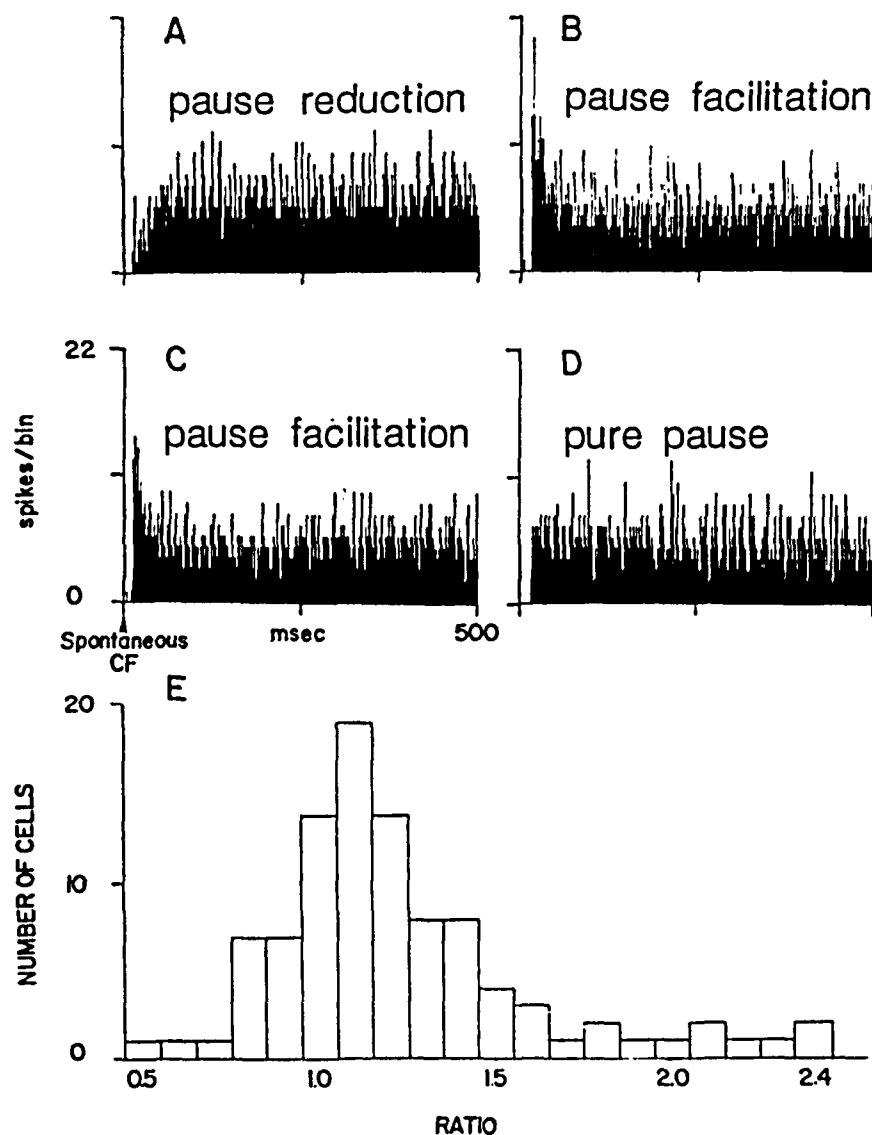 A
pause reduction
B
pause facilitation
22
C
pause facilitation
D
pure pause
spikes/bin
0
Spontaneous
CF
msec
500
E
20
10
0
NUMBER OF CELLS
0.5
1.0
1.5
2.0
2.4
RATIO